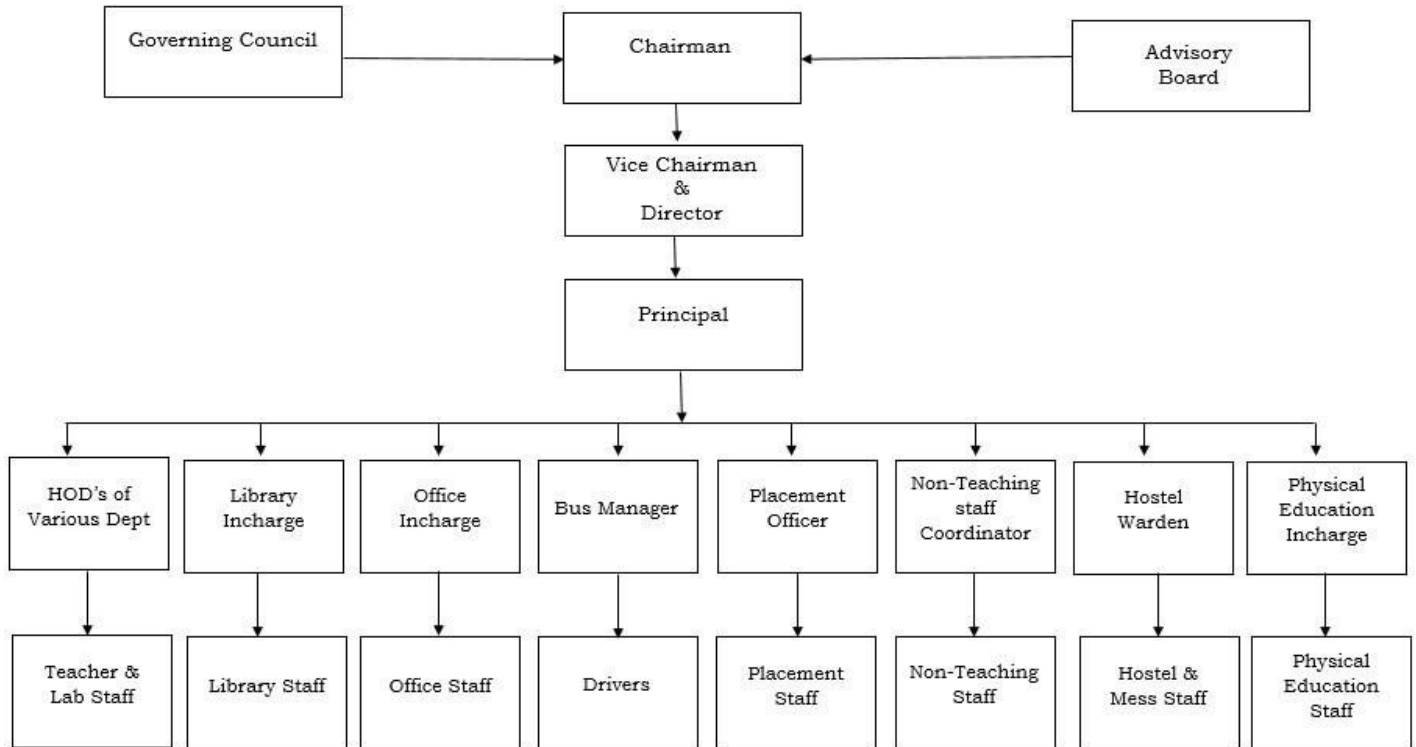 Governing Council
Chairman
Advisory
Board
Vice Chairman
&
Director
Principal
HOD's of
Various Dept
Library
Incharge
Office
Incharge
Bus Manager
Placement
Officer
Non-Teaching
staff
Coordinator
Hostel
Warden
Physical
Education
Incharge
Teacher &
Lab Staff
Library Staff
Office Staff
Drivers
Placement
Staff
Non-Teaching
Staff
Hostel &
Mess Staff
Physical
Education
Staff